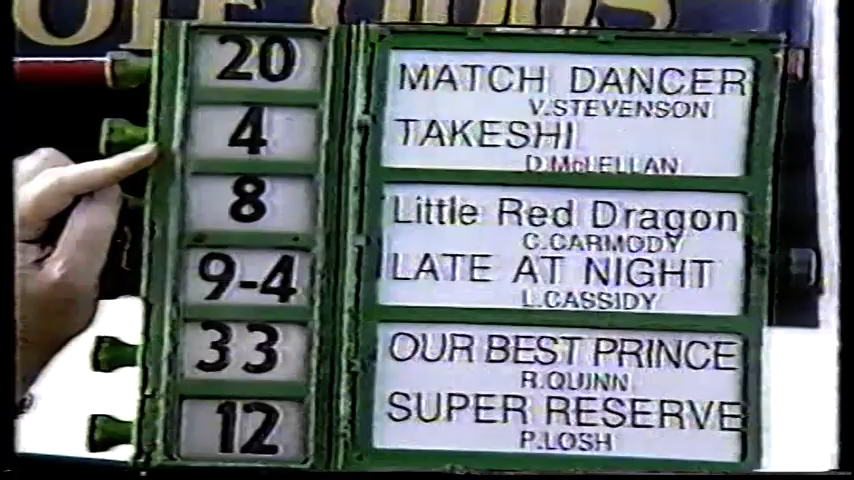 20 MATCH DANCER
V.STEVENSON
4 TAKESHI
D.McLELLAN
8 Little Red Dragon
C.CARMODY
9-4 LATE AT NIGHT
L.CASSIDY
33 OUR BEST PRINCE
R.QUINN
12 SUPER RESERVE
P.LOSH